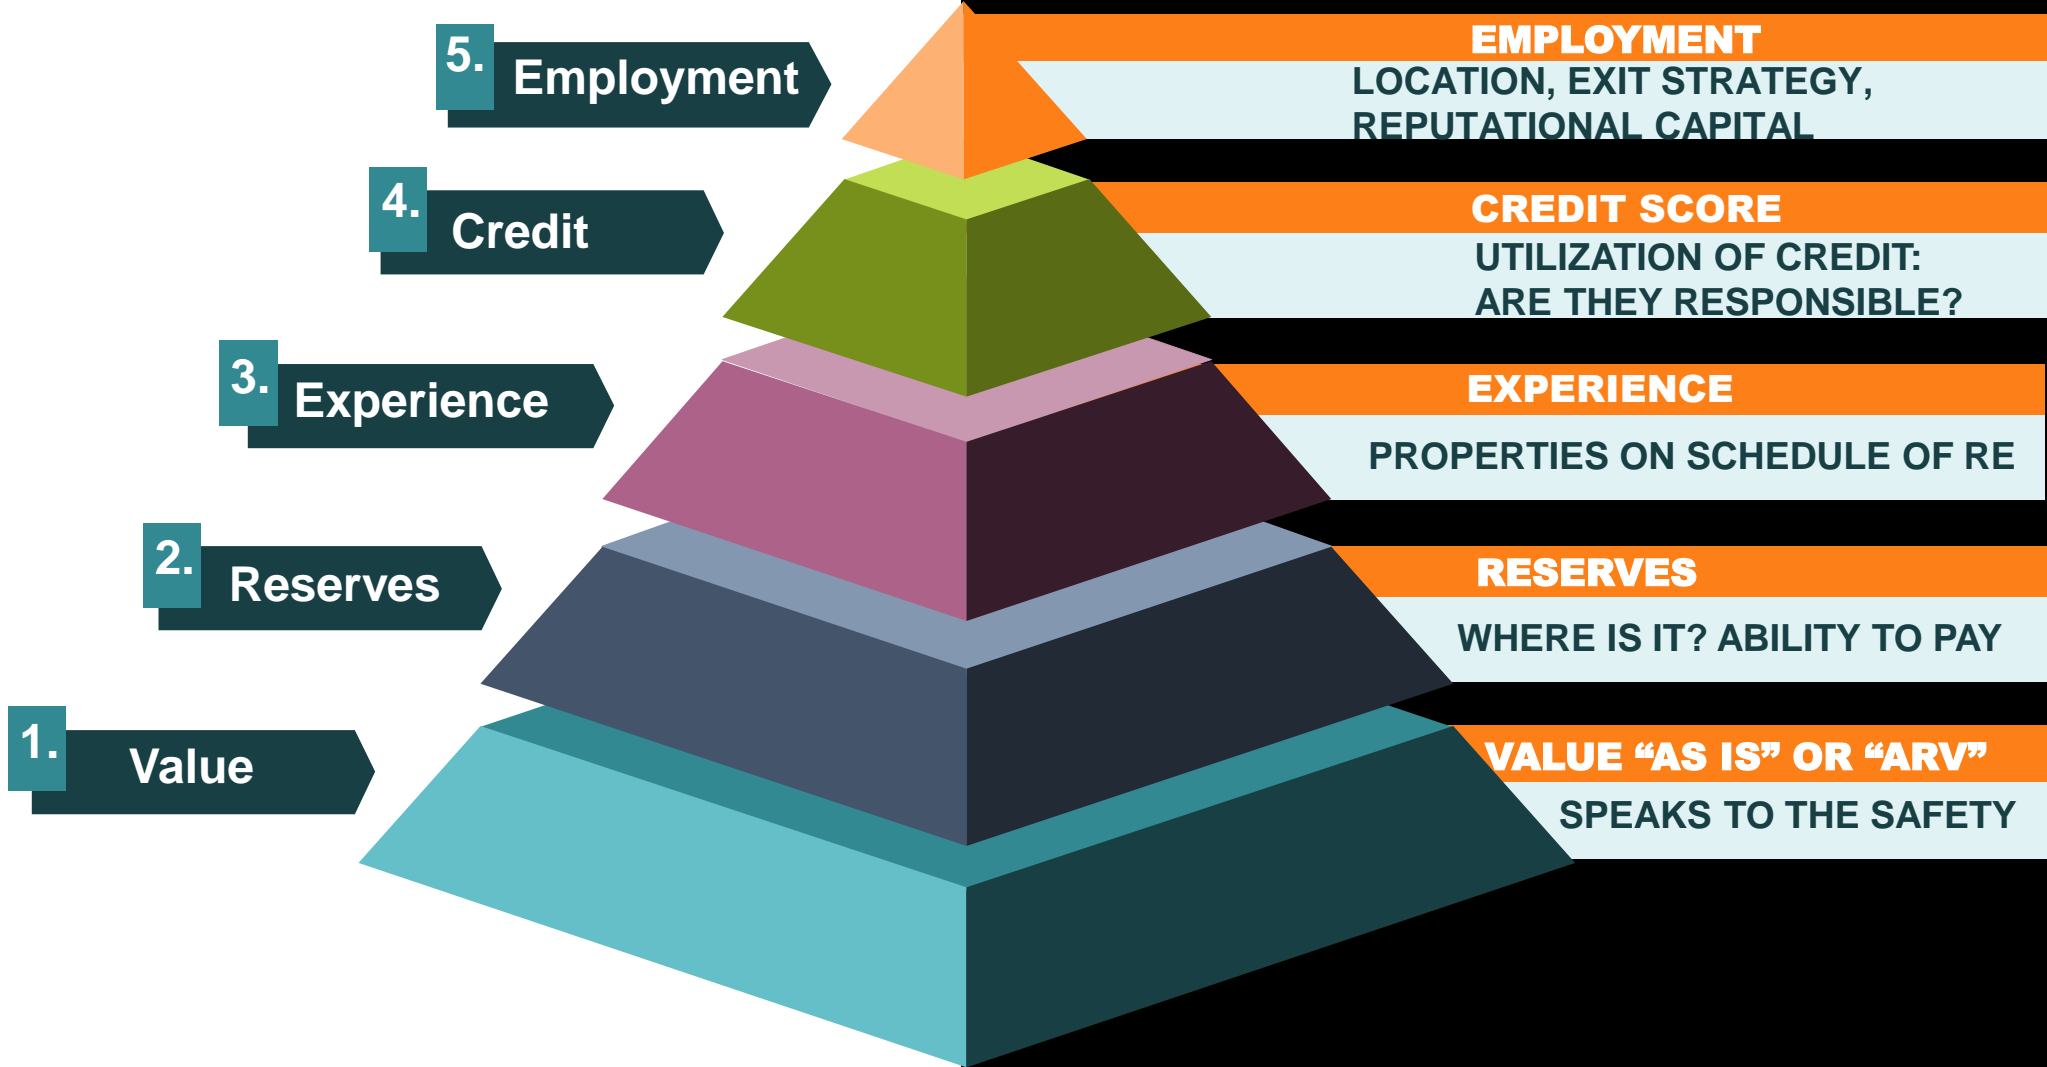 5.
Employment
EMPLOYMENT
LOCATION, EXIT STRATEGY,
REPUTATIONAL CAPITAL
4.
Credit
CREDIT SCORE
UTILIZATION OF CREDIT:
ARE THEY RESPONSIBLE?
3.
Experience
EXPERIENCE
PROPERTIES ON SCHEDULE OF RE
2.
Reserves
RESERVES
WHERE IS IT? ABILITY TO PAY
1.
Value
VALUE “AS IS” OR “ARV”
SPEAKS TO THE SAFETY